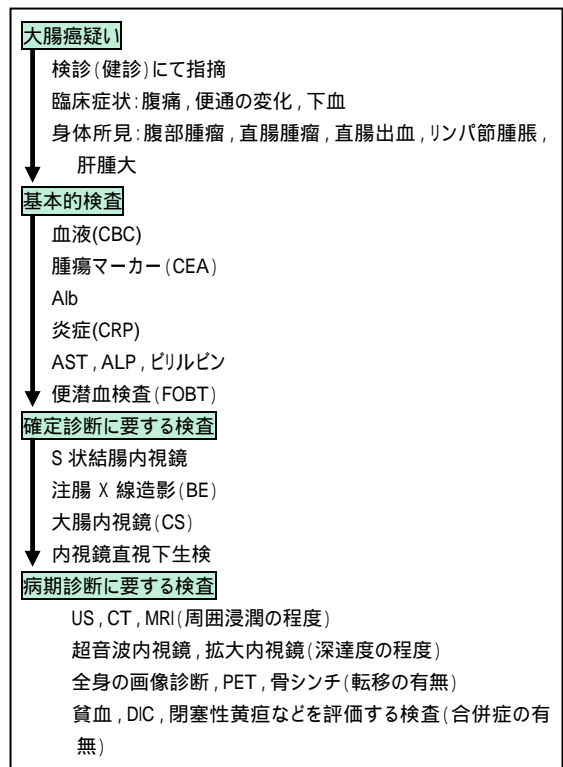 大腸癌疑い
検診(健診)にて指摘
臨床症状:腹痛,便通の変化,下血
身体所見:腹部腫瘤,直腸腫瘤,直腸出血,リンパ節腫脹,
肝腫大
基本的検査
血液(CBC)
腫瘍マーカー(CEA)
Alb
炎症(CRP)
AST,ALP,ビリルビン
便潜血検査(FOBT)
確定診断に要する検査
S 状結腸内視鏡
注腸 X 線造影(BE)
大腸内視鏡(CS)
内視鏡直視下生検
病期診断に要する検査
US,CT,MRI(周囲浸潤の程度)
超音波内視鏡,拡大内視鏡(深達度の程度)
全身の画像診断,PET,骨シンチ(転移の有無)
貧血,DIC,閉塞性黄疸などを評価する検査(合併症の有
無)